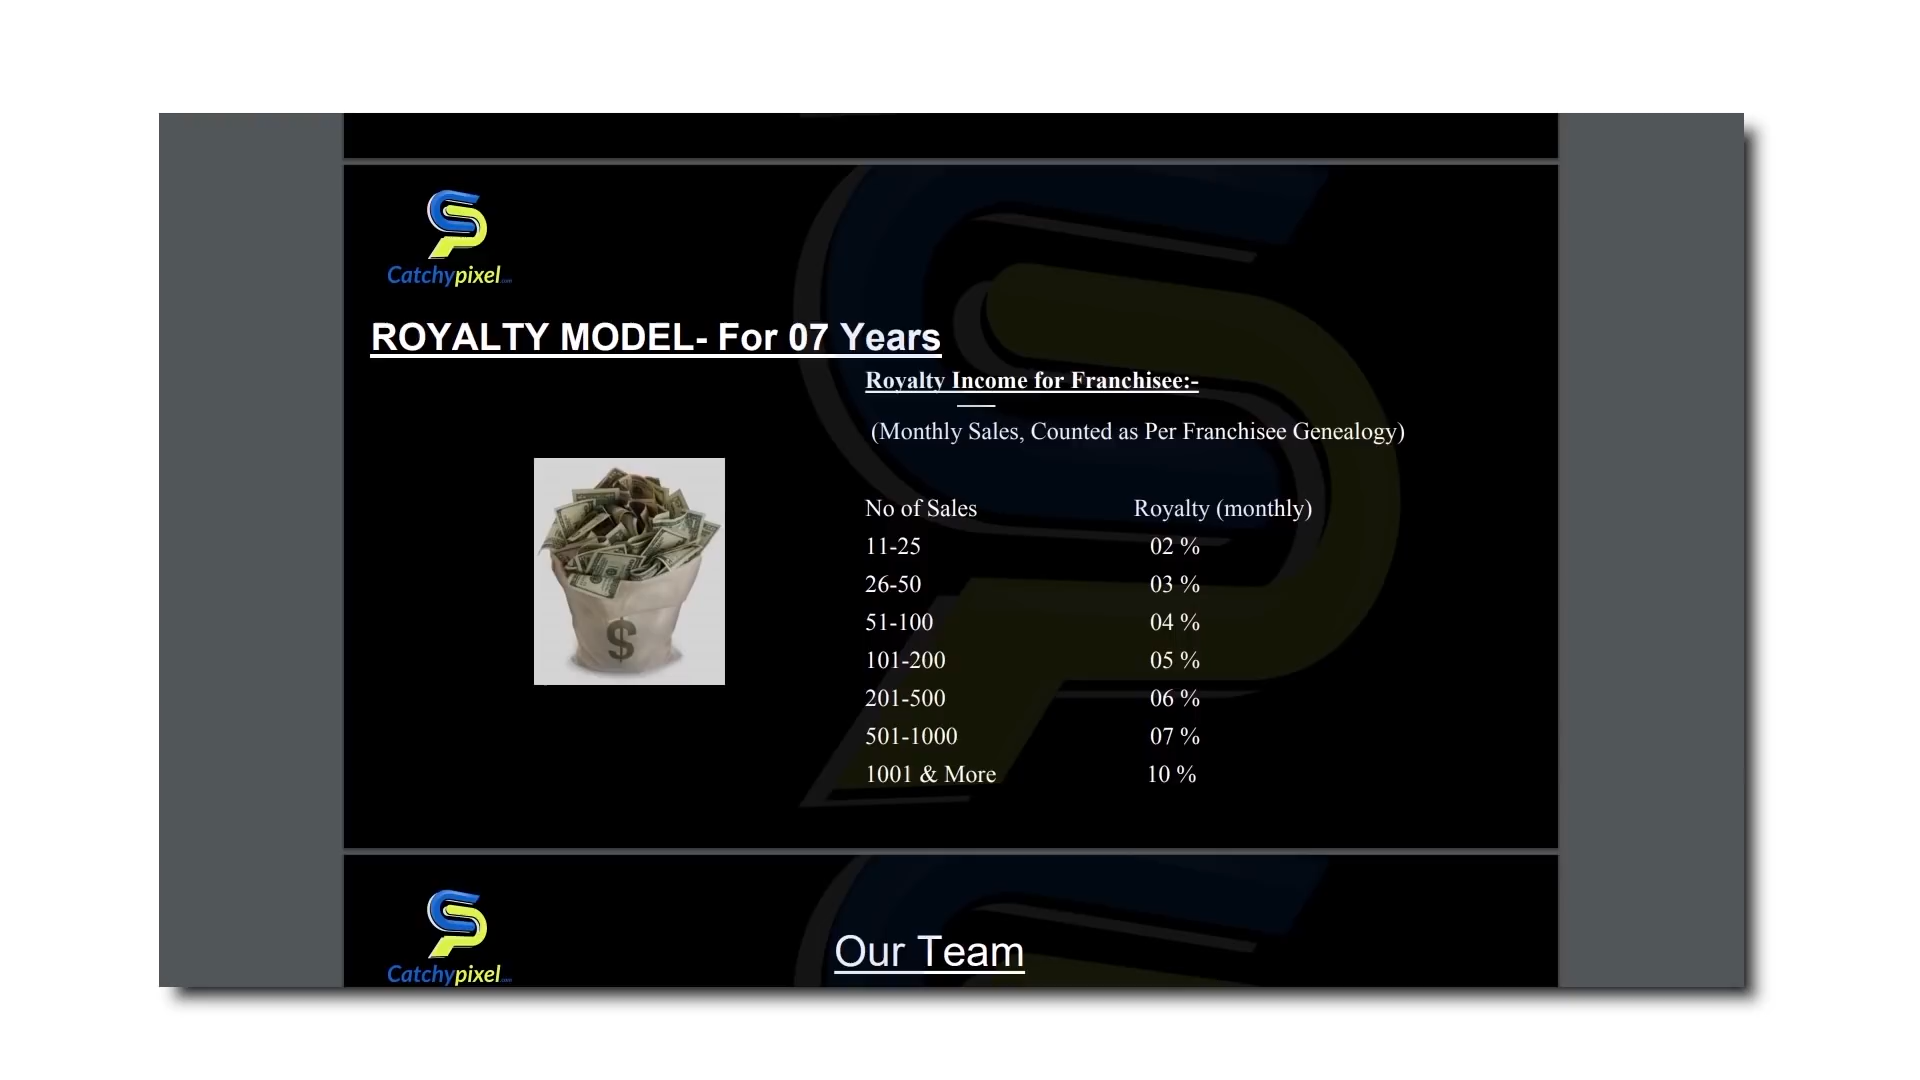 Catchypixel
ROYALTY MODEL- For 07 Years
Royalty Income for Franchisee:-
(Monthly Sales, Counted as Per Franchisee Genealogy)
No of Sales Royalty (monthly)
11-25 02 %
26-50 03 %
51-100 04 %
101-200 05 %
201-500 06 %
501-1000 07 %
1001 & More 10 %
$
Catchypixel
Our Team